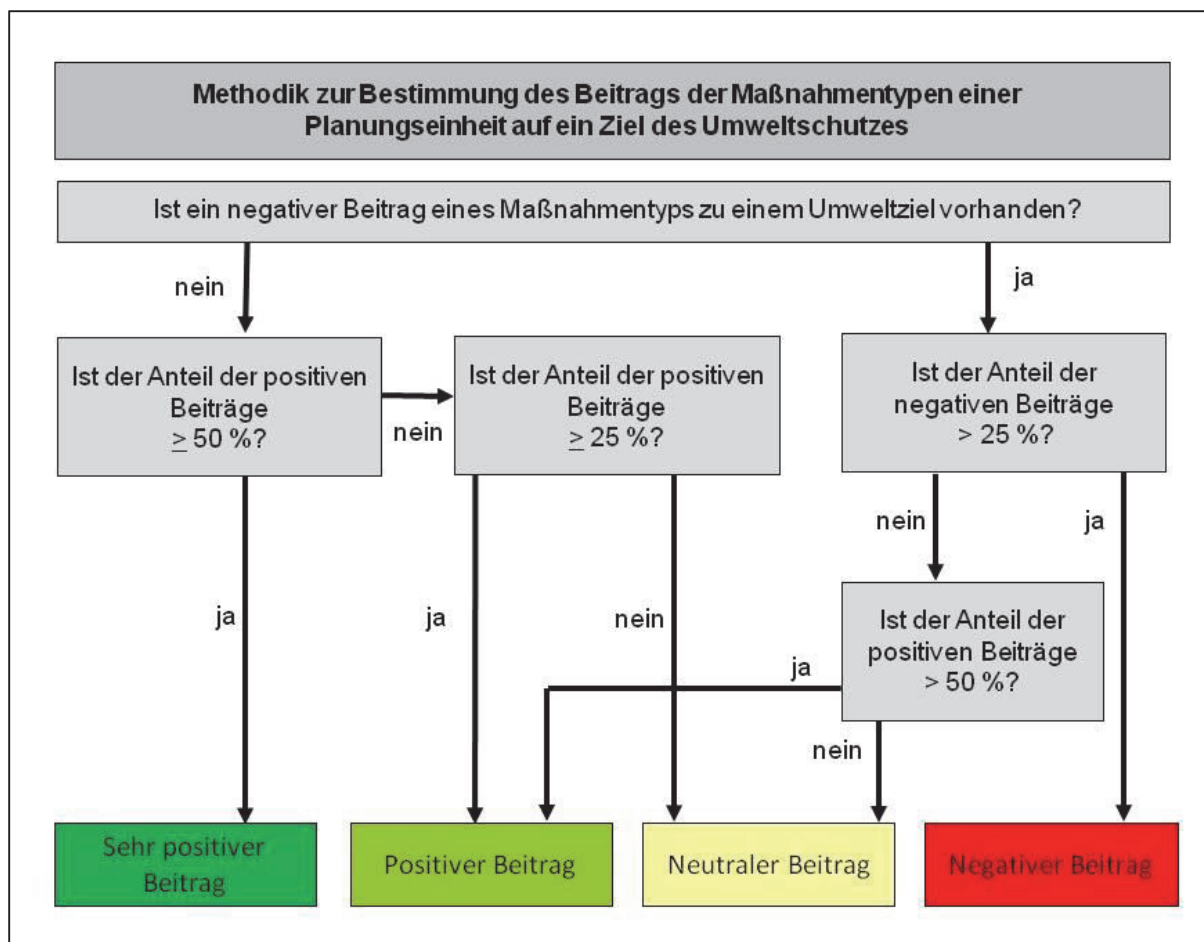 Methodik zur Bestimmung des Beitrags der Maßnahmentypen einer
Planungseinheit auf ein Ziel des Umweltschutzes
Ist ein negativer Beitrag eines Maßnahmentyps zu einem Umweltziel vorhanden?
nein
ja
Ist der Anteil der positiven
Beiträge
≥ 50 %?
nein
Ist der Anteil der positiven
Beiträge
≥ 25 %?
Ist der Anteil der
negativen Beiträge
> 25 %?
nein
ja
ja
ja
nein
Ist der Anteil der
positiven Beiträge
> 50 %?
ja
nein
Sehr positiver
Beitrag
Positiver Beitrag
Neutraler Beitrag
Negativer Beitrag